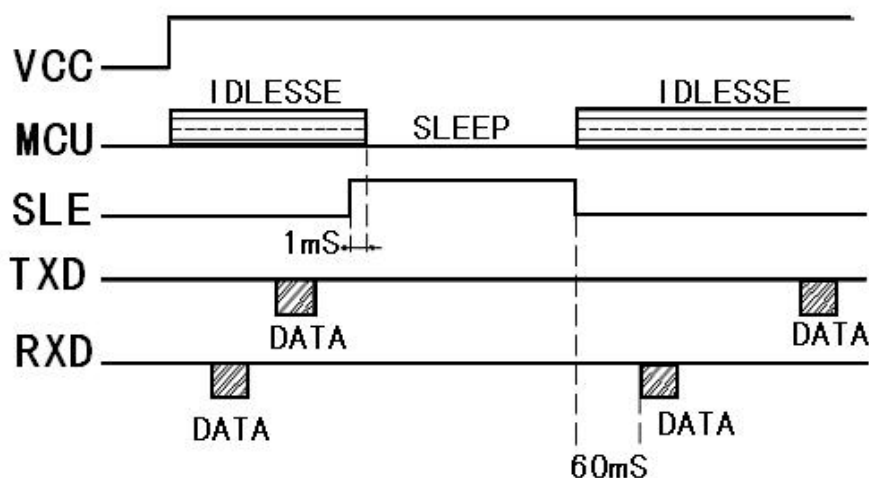 VCC
IDLESSE IDLESSE
MCU SLEEP
SLE
1mS
TXD
DATA DATA
RXD
DATA DATA
60mS